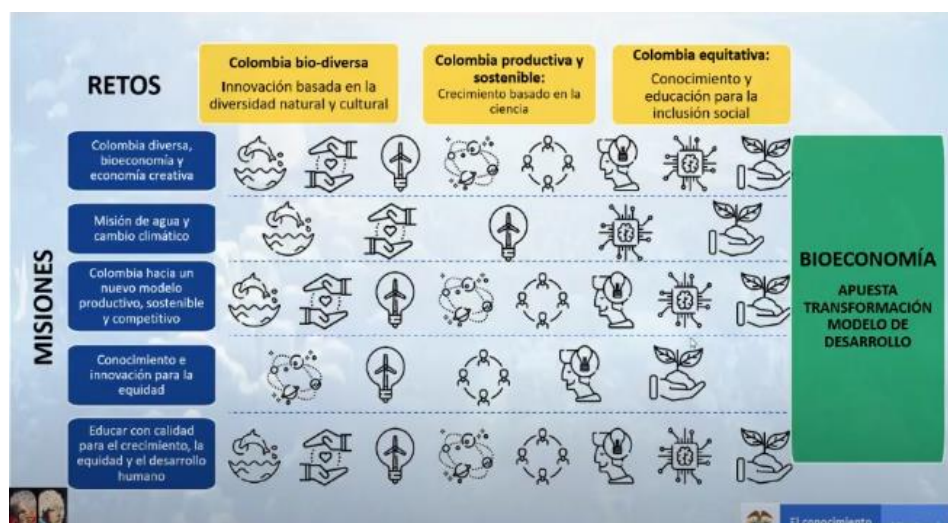 RETOS
Colombia bio-diversa
Innovación basada en la
diversidad natural y cultural
Colombia productiva y
sostenible:
Crecimiento basado en la
ciencia
Colombia equitativa:
Conocimiento y
educación para la
inclusión social
MISIONES
Colombia diversa,
bioeconomía y
economía creativa
Misión de agua y
cambio climático
Colombia hacia un
nuevo modelo
productivo, sostenible
y competitivo
Conocimiento e
innovación para la
equidad
Educar con calidad
para el crecimiento, la
equidad y el desarrollo
humano
BIOECONOMÍA
APUESTA
TRANSFORMACIÓN
MODELO DE
DESARROLLO
El conocimiento